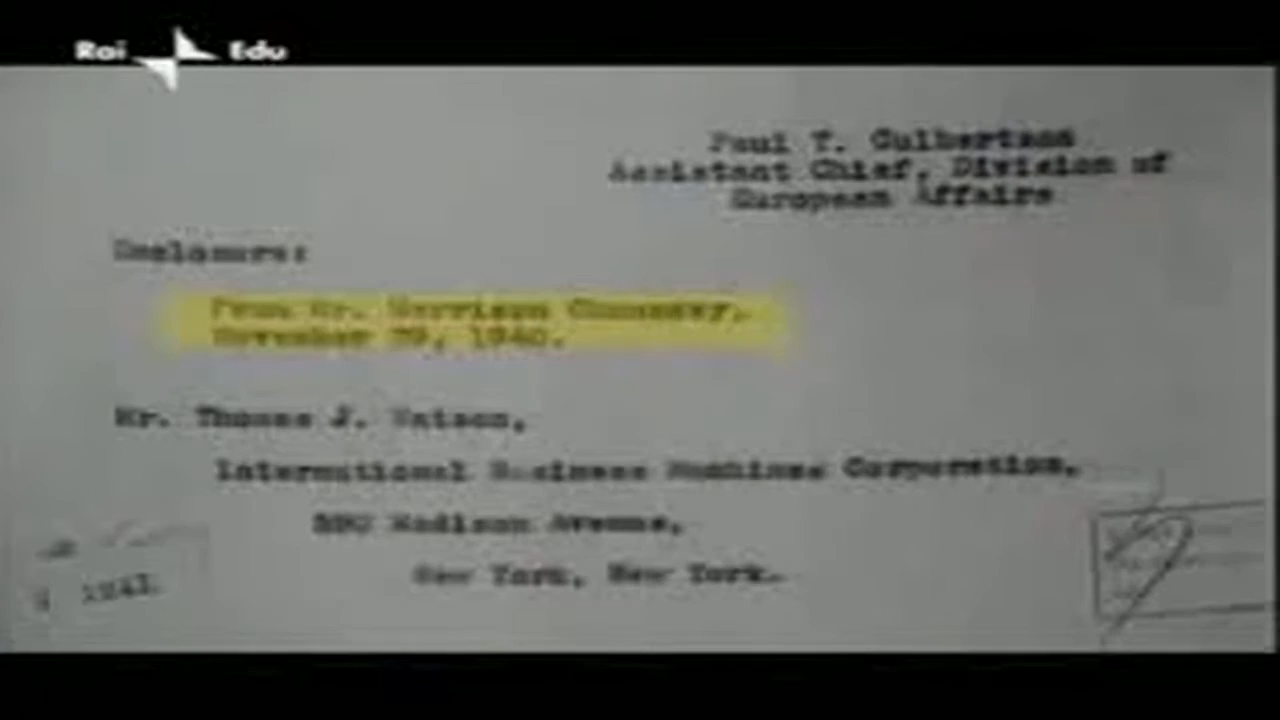 Rai Edu
Paul T. Culbertson
Assistant Chief, Division of
European Affairs
Enclosure:
From Mr. Harrison Chauncey,
November 29, 1940.
Mr. Thomas J. Watson,
International Business Machines Corporation,
590 Madison Avenue,
New York, New York.
1941